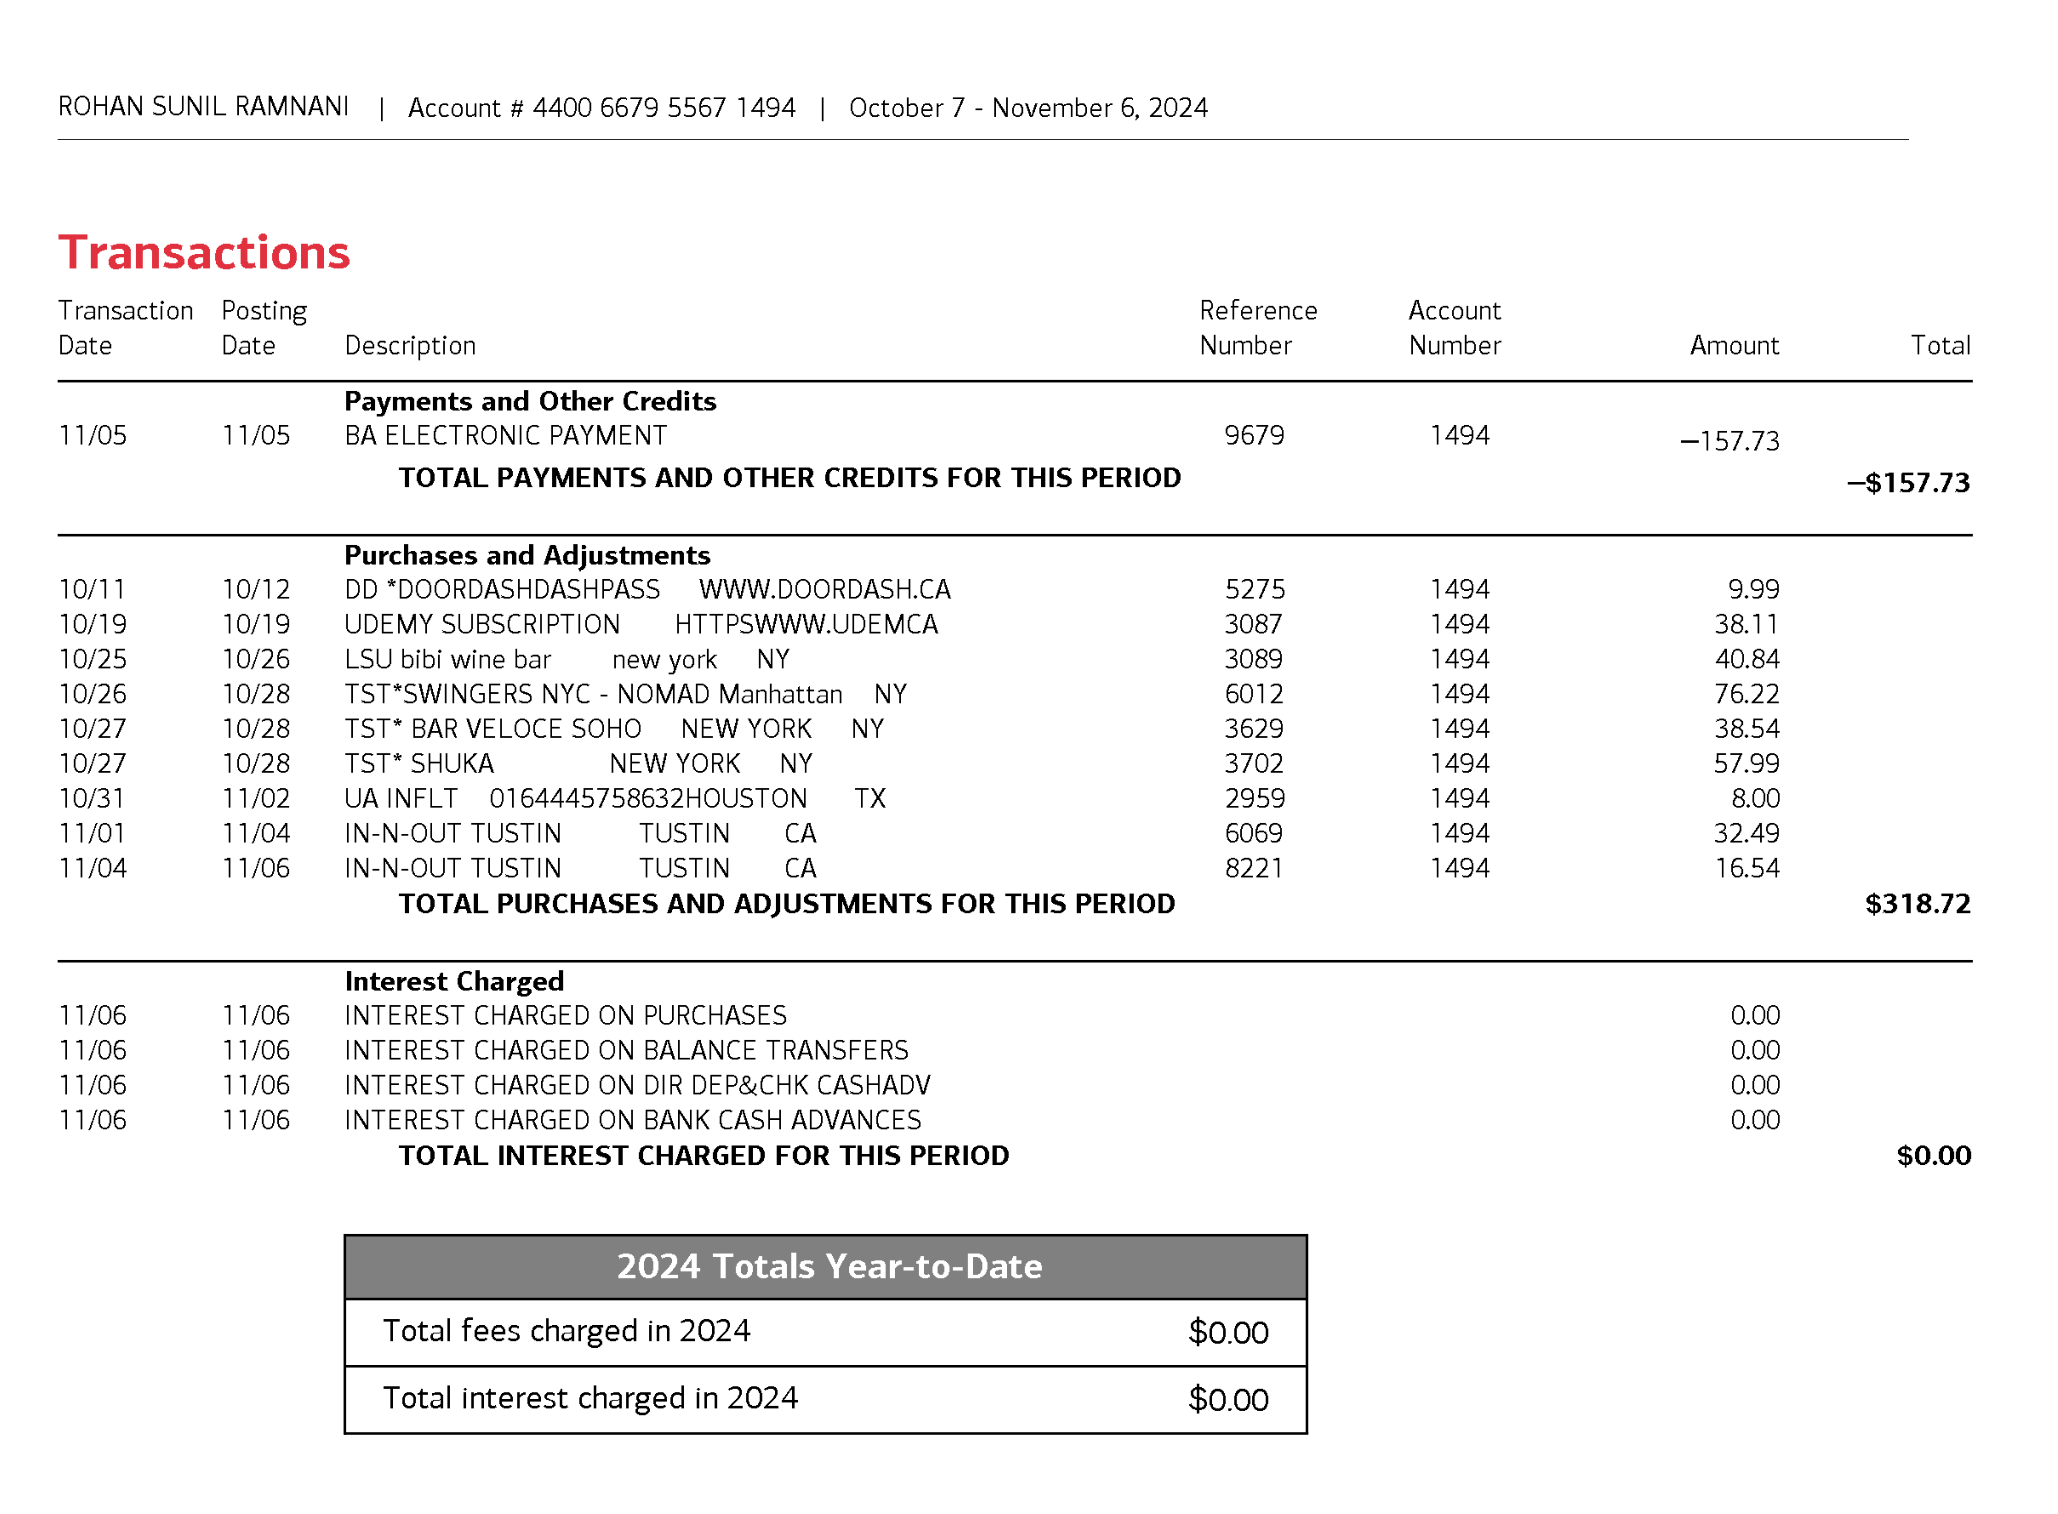 ROHAN SUNIL RAMNANI | Account # 4400 6679 5567 1494 | October 7 - November 6, 2024
Transactions
Transaction Posting Reference Account
Date Date Description Number Number Amount Total
Payments and Other Credits
11/05 11/05 BA ELECTRONIC PAYMENT 9679 1494 –157.73
TOTAL PAYMENTS AND OTHER CREDITS FOR THIS PERIOD –$157.73
Purchases and Adjustments
10/11 10/12 DD *DOORDASHDASHPASS WWW.DOORDASH.CA 5275 1494 9.99
10/19 10/19 UDEMY SUBSCRIPTION HTTPSWWW.UDEMCA 3087 1494 38.11
10/25 10/26 LSU bibi wine bar new york NY 3089 1494 40.84
10/26 10/28 TST*SWINGERS NYC - NOMAD Manhattan NY 6012 1494 76.22
10/27 10/28 TST* BAR VELOCE SOHO NEW YORK NY 3629 1494 38.54
10/27 10/28 TST* SHUKA NEW YORK NY 3702 1494 57.99
10/31 11/02 UA INFLT 0164445758632HOUSTON TX 2959 1494 8.00
11/01 11/04 IN-N-OUT TUSTIN TUSTIN CA 6069 1494 32.49
11/04 11/06 IN-N-OUT TUSTIN TUSTIN CA 8221 1494 16.54
TOTAL PURCHASES AND ADJUSTMENTS FOR THIS PERIOD $318.72
Interest Charged
11/06 11/06 INTEREST CHARGED ON PURCHASES 0.00
11/06 11/06 INTEREST CHARGED ON BALANCE TRANSFERS 0.00
11/06 11/06 INTEREST CHARGED ON DIR DEP&CHK CASHADV 0.00
11/06 11/06 INTEREST CHARGED ON BANK CASH ADVANCES 0.00
TOTAL INTEREST CHARGED FOR THIS PERIOD $0.00
2024 Totals Year-to-Date
Total fees charged in 2024 $0.00
Total interest charged in 2024 $0.00